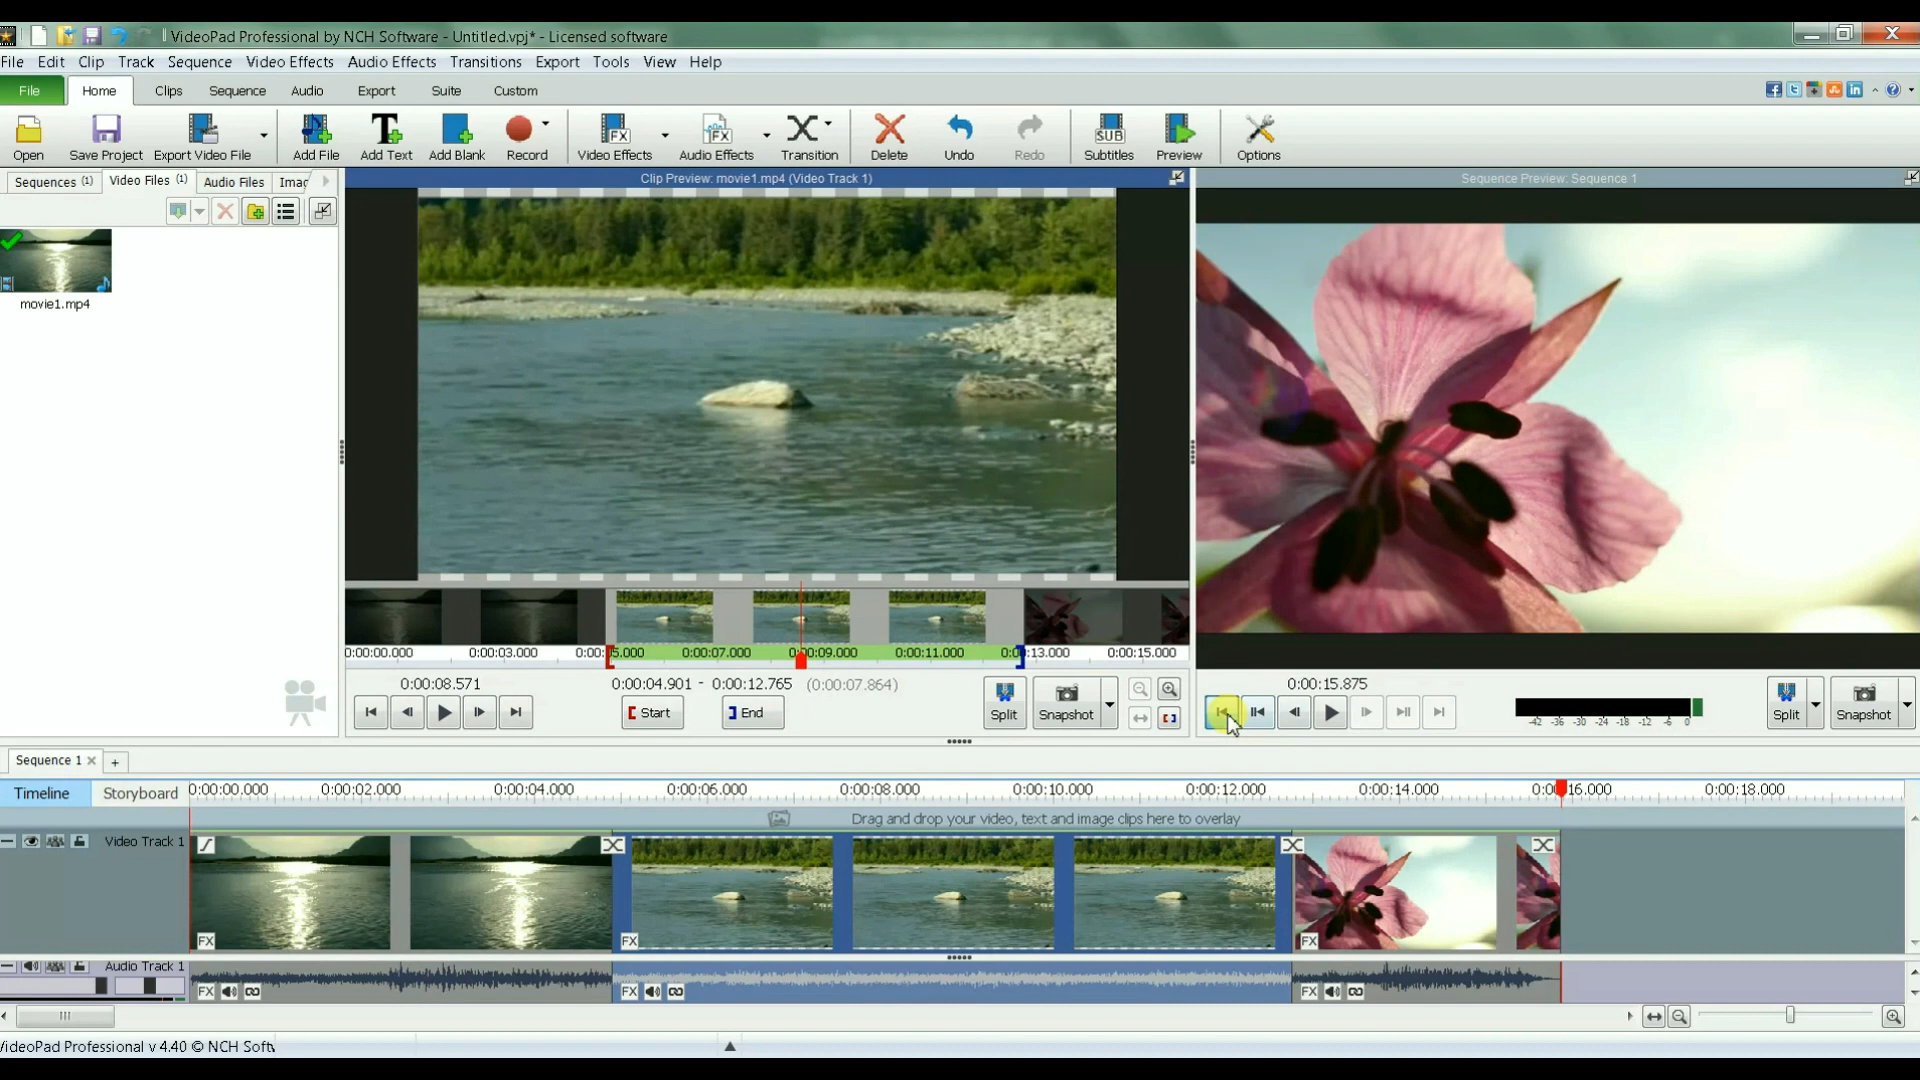 VideoPad Professional by NCH Software - Untitled.vpj* - Licensed software
File Edit Clip Track Sequence Video Effects Audio Effects Transitions Export Tools View Help
File Home Clips Sequence Audio Export Suite Custom
Open Save Project Export Video File Add File Add Text Add Blank Record Video Effects Audio Effects Transition Delete Undo Redo Subtitles Preview Options
Sequences (1) Video Files (1) Audio Files Imag
Clip Preview: movie1.mp4 (Video Track 1)
Sequence Preview: Sequence 1
movie1.mp4
0:00:00.000 0:00:03.000 0:00:05.000 0:00:07.000 0:00:09.000 0:00:11.000 0:00:13.000 0:00:15.000
0:00:08.571 0:00:04.901 - 0:00:12.765 (0:00:07.864)
Start End Split Snapshot
0:00:15.875
-42 -36 -30 -24 -18 -12 -6 0
Split Snapshot
Sequence 1
Timeline Storyboard 0:00:00.000 0:00:02.000 0:00:04.000 0:00:06.000 0:00:08.000 0:00:10.000 0:00:12.000 0:00:14.000 0:00:16.000 0:00:18.000
Drag and drop your video, text and image clips here to overlay
Video Track 1
FX FX FX
Audio Track 1
FX FX FX
VideoPad Professional v 4.40 © NCH Softw